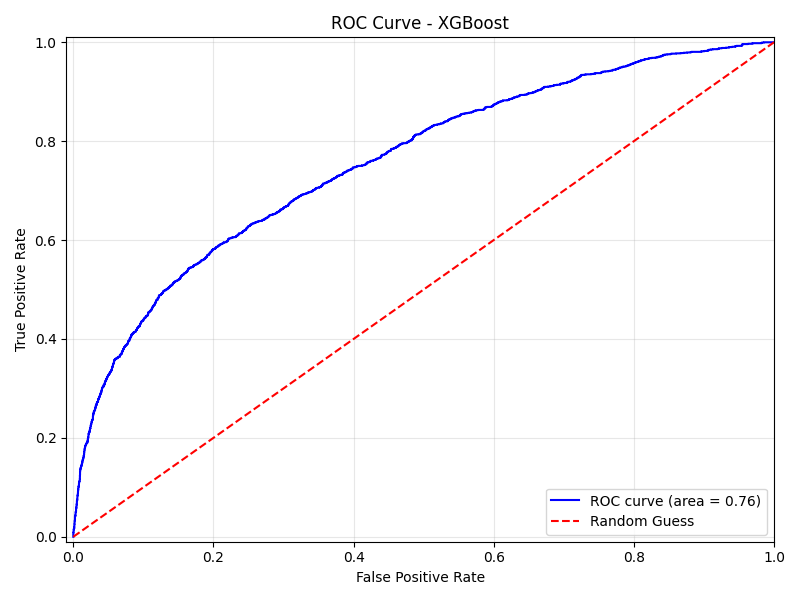 ROC Curve - XGBoost
True Positive Rate
1.0
0.8
0.6
0.4
0.2
0.0
ROC curve (area = 0.76)
Random Guess
0.0
0.2
0.4
0.6
0.8
1.0
False Positive Rate